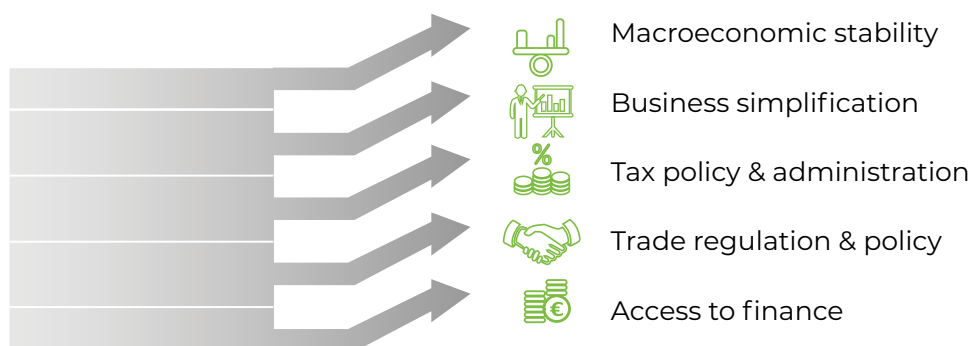 Macroeconomic stability
Business simplification
%
Tax policy & administration
Trade regulation & policy
€
Access to finance